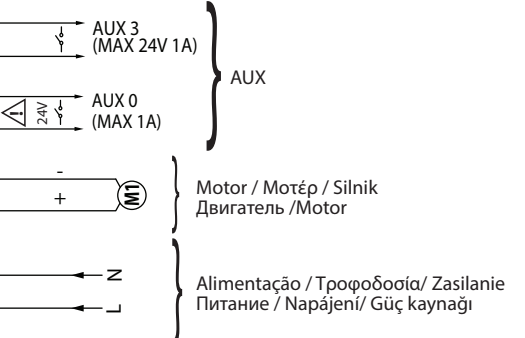 AUX 3
(MAX 24V 1A)
AUX
24V
AUX 0
(MAX 1A)
-
+
M1
Motor / Μοτέρ / Silnik
Двигатель /Motor
N
L
Alimentação / Τροφοδοσία/ Zasilanie
Питание / Napájení/ Güç kaynağı